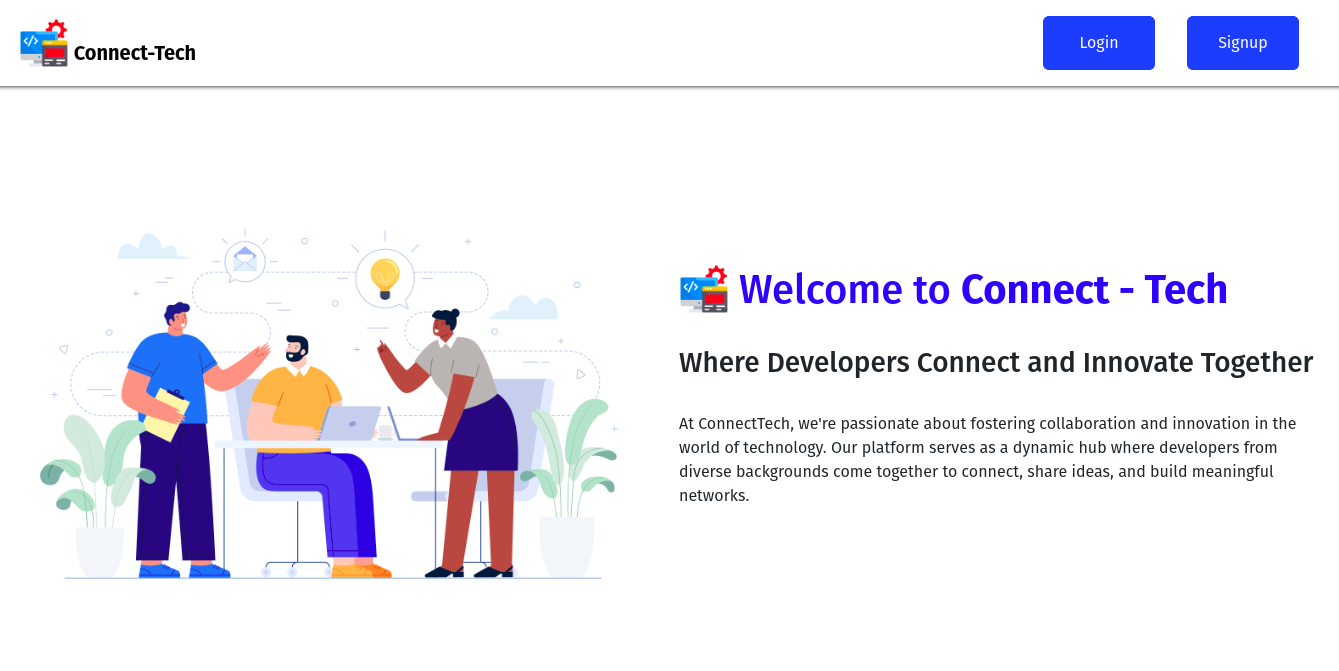 Connect-Tech
Login
Signup
Welcome to Connect - Tech
Where Developers Connect and Innovate Together
At ConnectTech, we're passionate about fostering collaboration and innovation in the
world of technology. Our platform serves as a dynamic hub where developers from
diverse backgrounds come together to connect, share ideas, and build meaningful
networks.